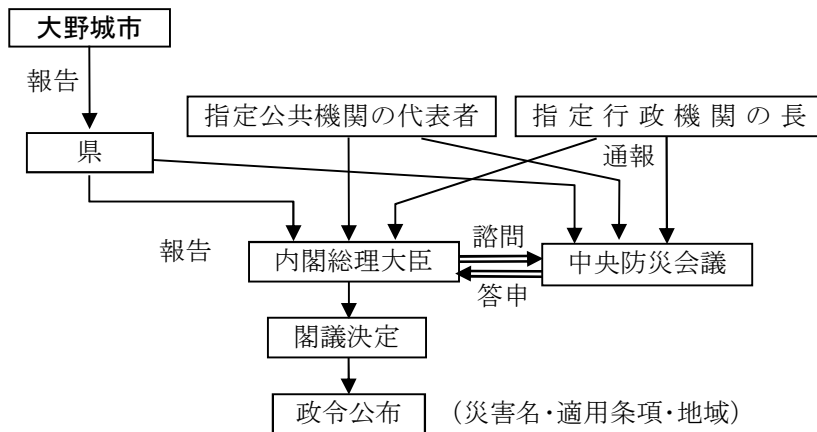 大野城市
報告
指定公共機関の代表者
指定行政機関の長
県
通報
報告
諮問
内閣総理大臣
中央防災会議
答申
閣議決定
政令公布
（災害名・適用条項・地域）